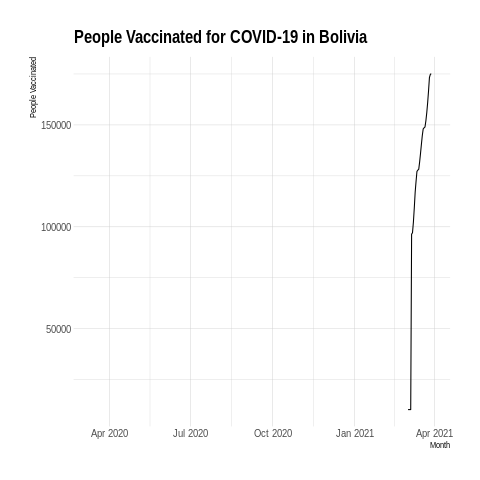 People Vaccinated for COVID-19 in Bolivia
People Vaccinated
150000
100000
50000
Apr 2020 Jul 2020 Oct 2020 Jan 2021 Apr 2021
Month